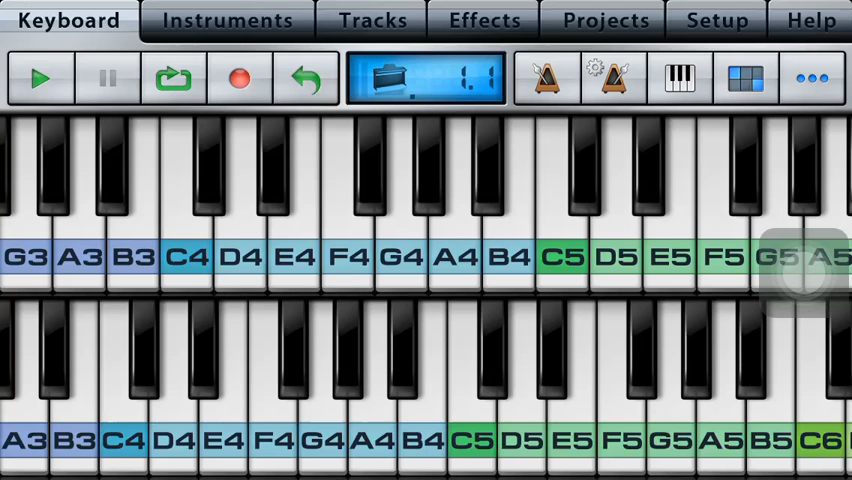 Keyboard Instruments Tracks Effects Projects Setup Help
1.1
G3 A3 B3 C4 D4 E4 F4 G4 A4 B4 C5 D5 E5 F5 G5 A5
A3 B3 C4 D4 E4 F4 G4 A4 B4 C5 D5 E5 F5 G5 A5 B5 C6